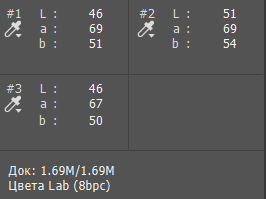 #1 L : 46 #2 L : 51
a : 69 a : 69
b : 51 b : 54
#3 L : 46
a : 67
b : 50
Док: 1.69M/1.69M
Цвета Lab (8bpc)